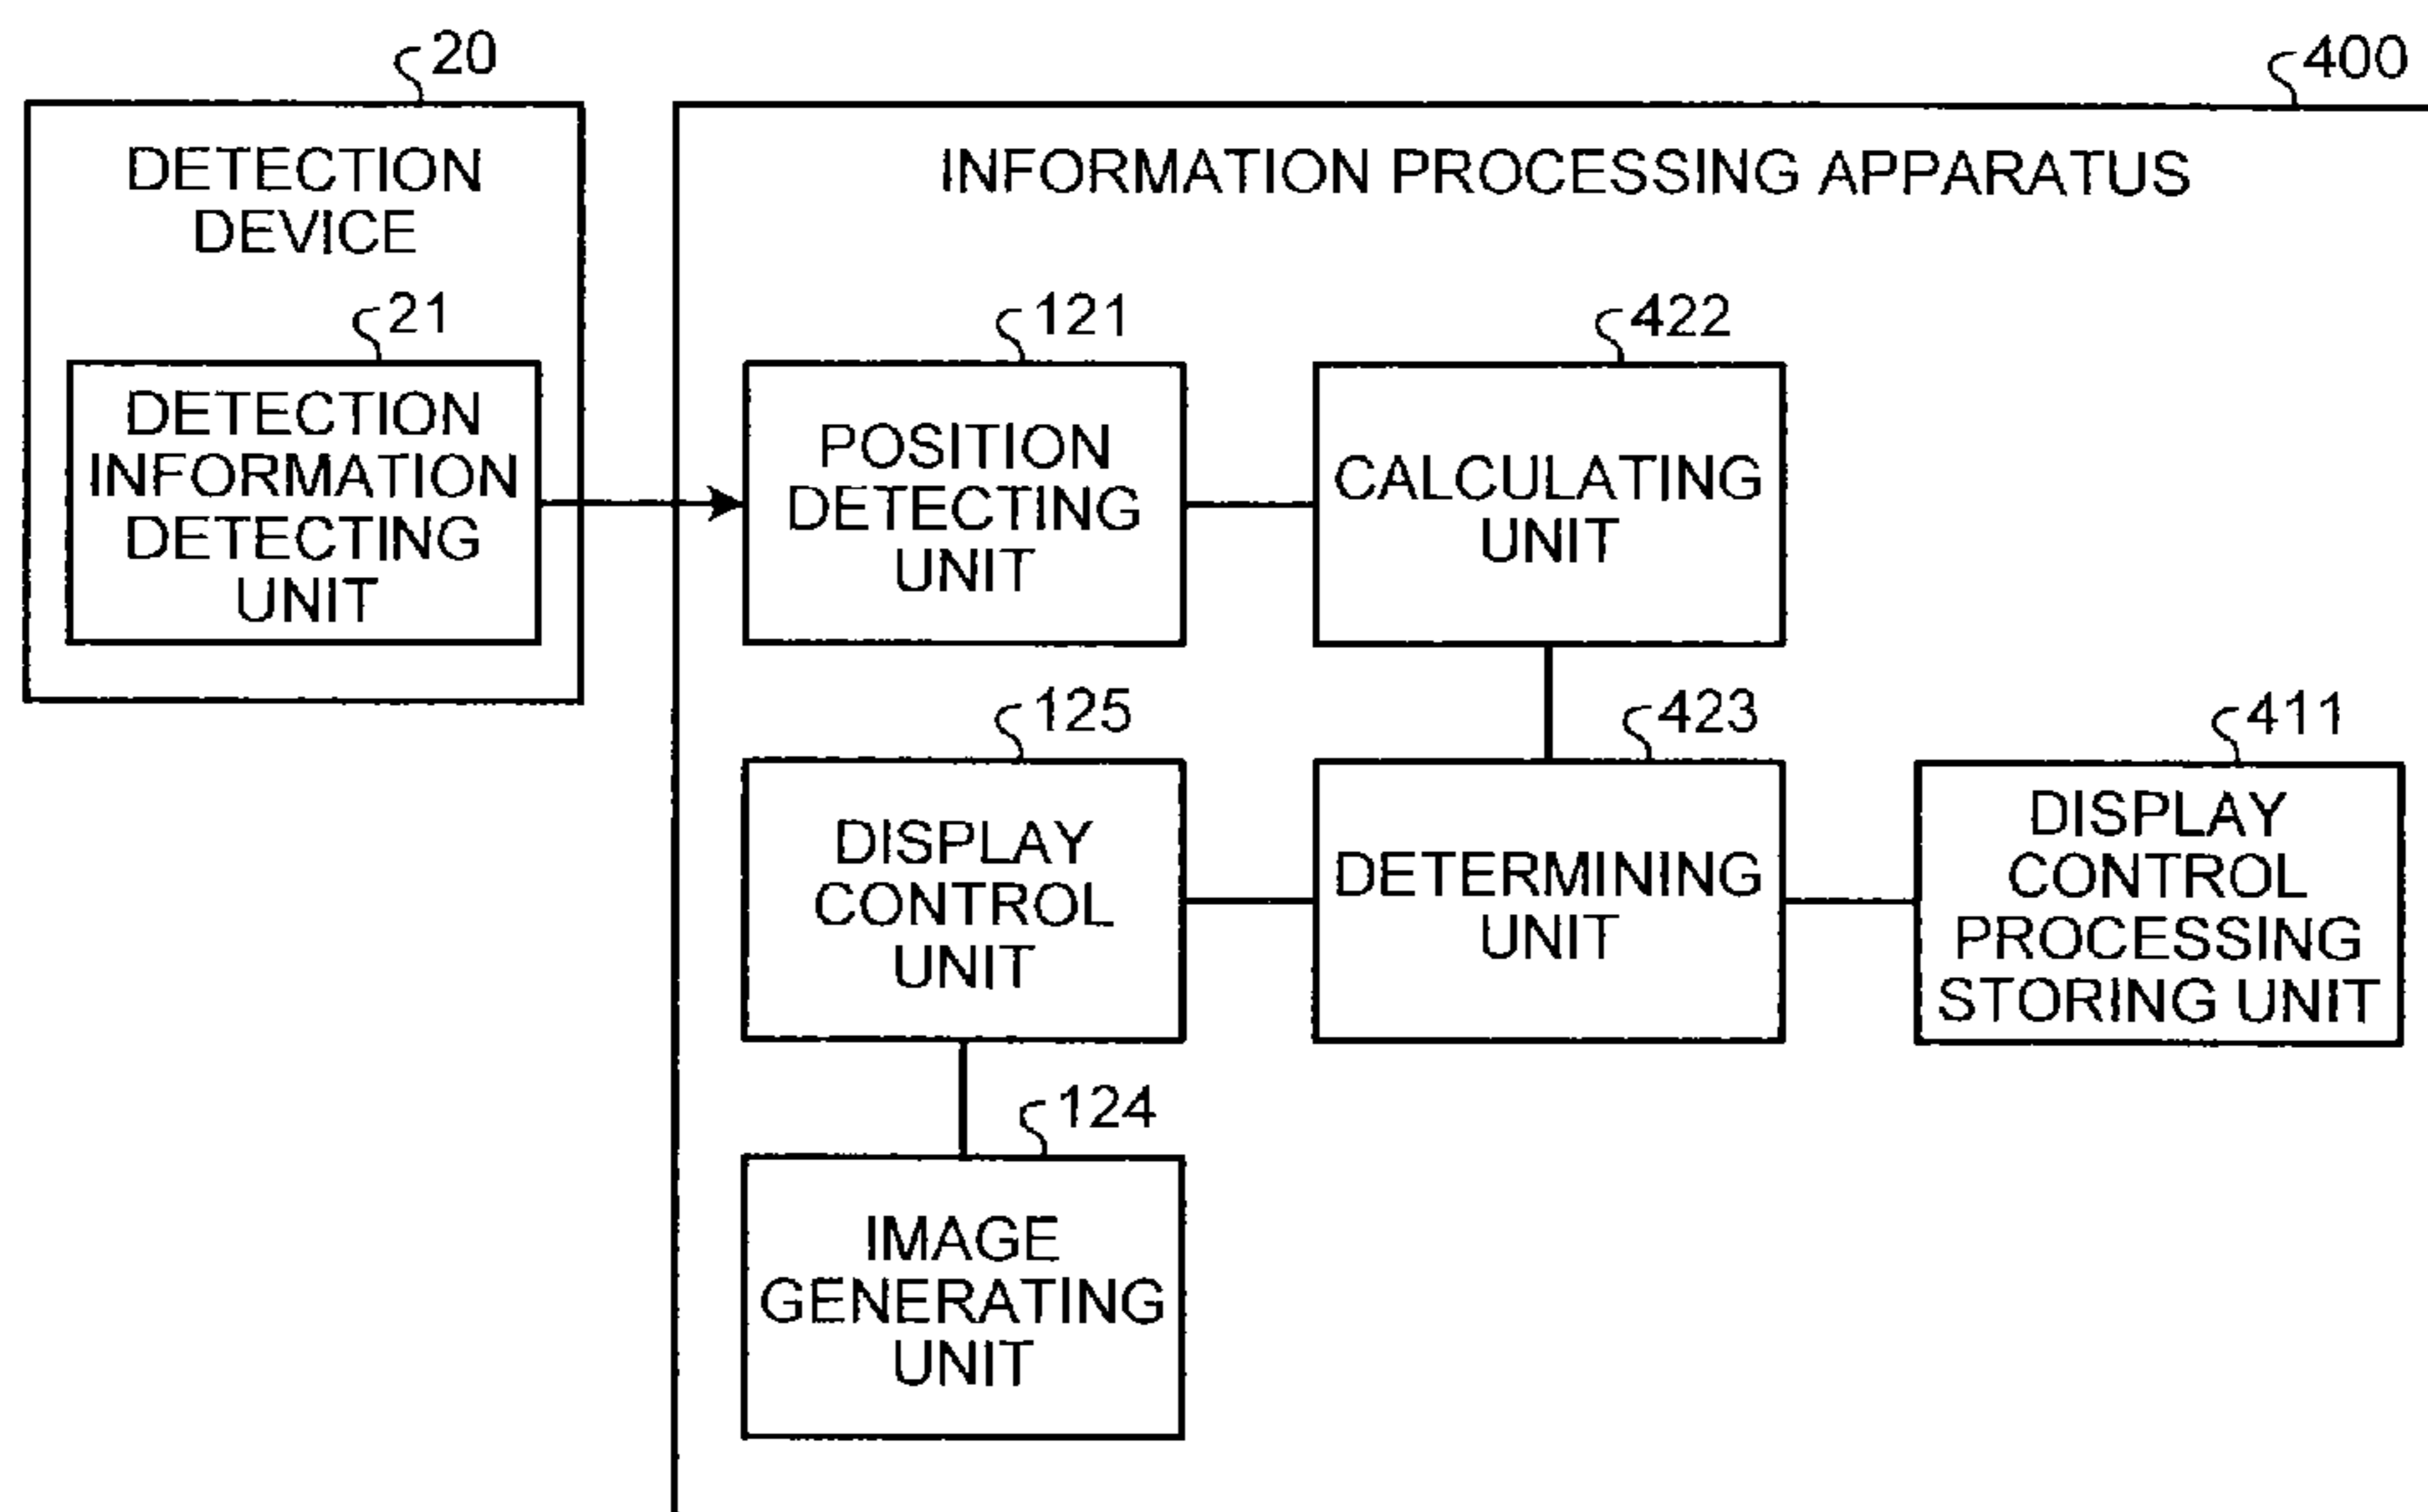 20
DETECTION
DEVICE
21
DETECTION
INFORMATION
DETECTING
UNIT
400
INFORMATION PROCESSING APPARATUS
121
POSITION
DETECTING
UNIT
422
CALCULATING
UNIT
125
DISPLAY
CONTROL
UNIT
423
DETERMINING
UNIT
411
DISPLAY
CONTROL
PROCESSING
STORING UNIT
124
IMAGE
GENERATING
UNIT